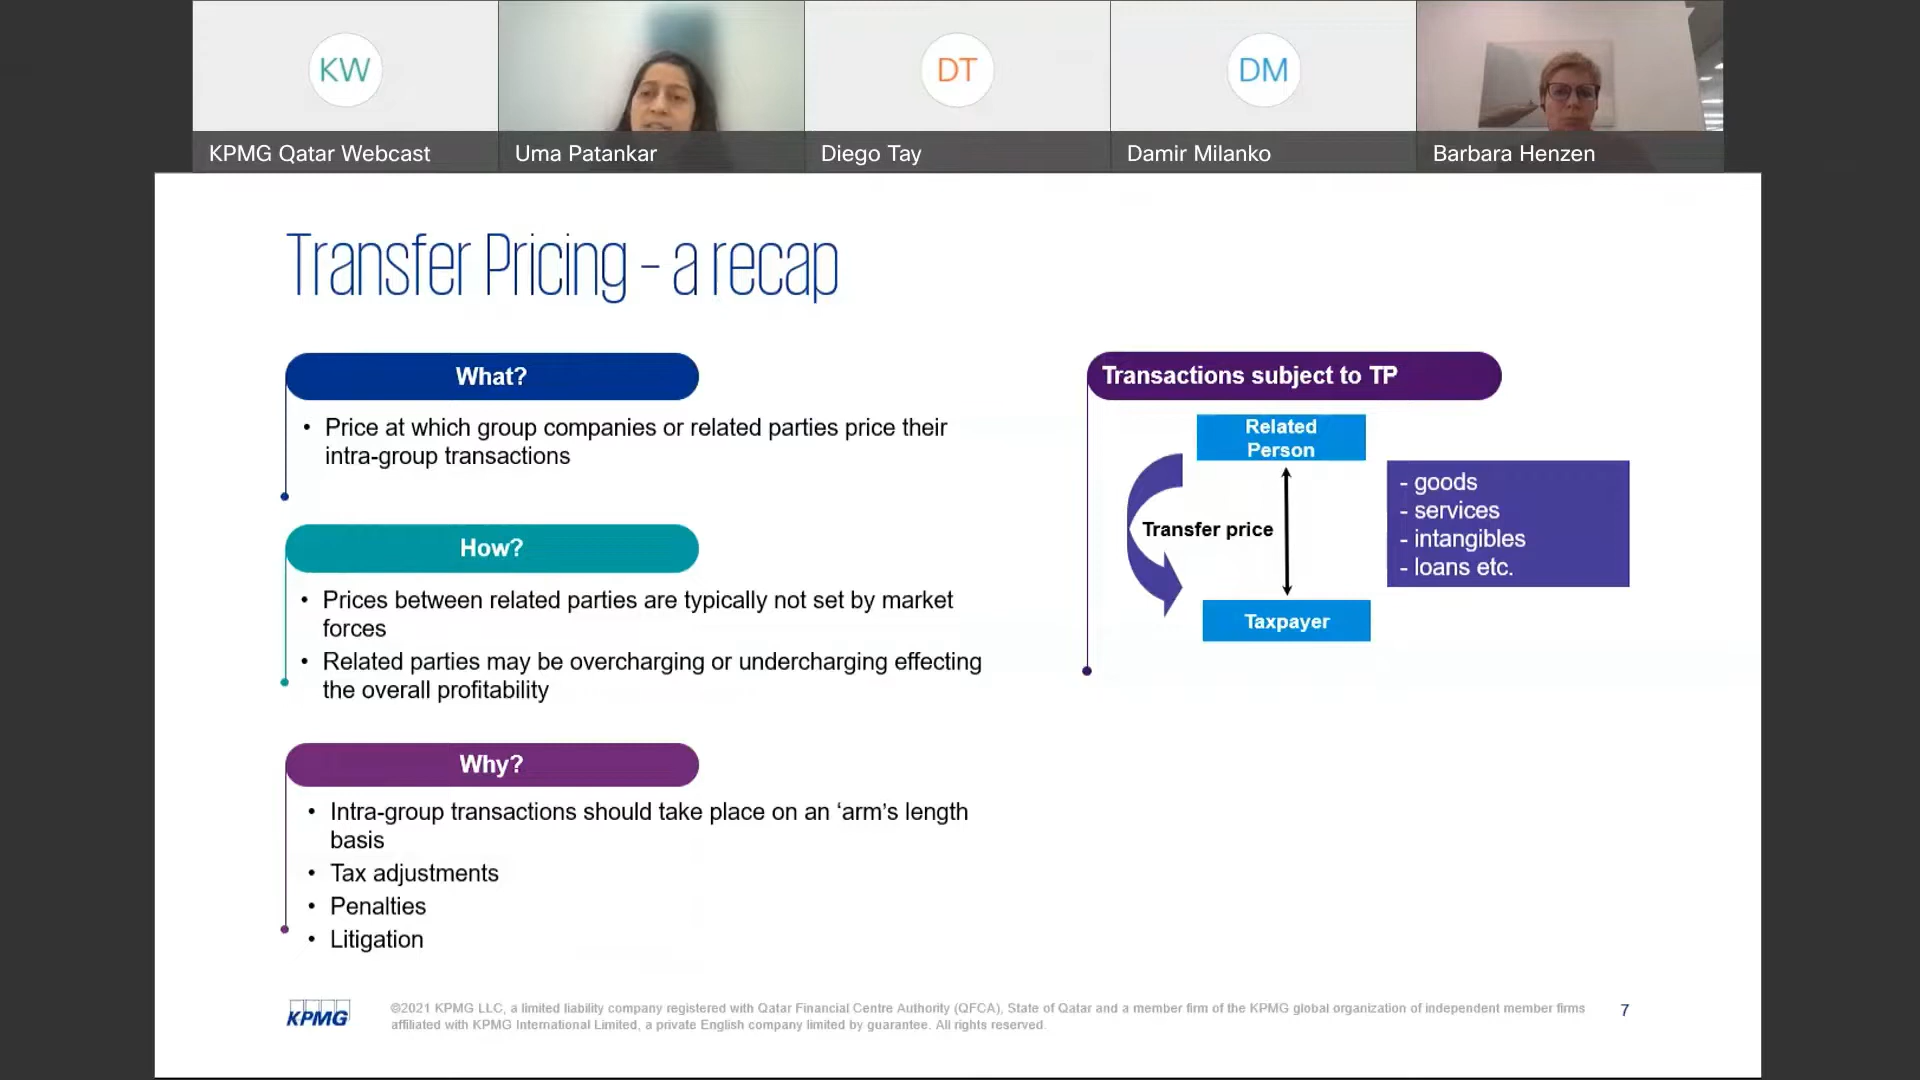 KW
DT
DM
KPMG Qatar Webcast
Uma Patankar
Diego Tay
Damir Milanko
Barbara Henzen
Transfer Pricing – a recap
What?
• Price at which group companies or related parties price their
intra-group transactions
How?
• Prices between related parties are typically not set by market
forces
• Related parties may be overcharging or undercharging effecting
the overall profitability
Why?
• Intra-group transactions should take place on an ‘arm’s length
basis
• Tax adjustments
• Penalties
• Litigation
Transactions subject to TP
Related
Person
Transfer price
Taxpayer
- goods
- services
- intangibles
- loans etc.
KPMG
©2021 KPMG LLC, a limited liability company registered with Qatar Financial Centre Authority (QFCA), State of Qatar and a member firm of the KPMG global organization of independent member firms
affiliated with KPMG International Limited, a private English company limited by guarantee. All rights reserved.
7